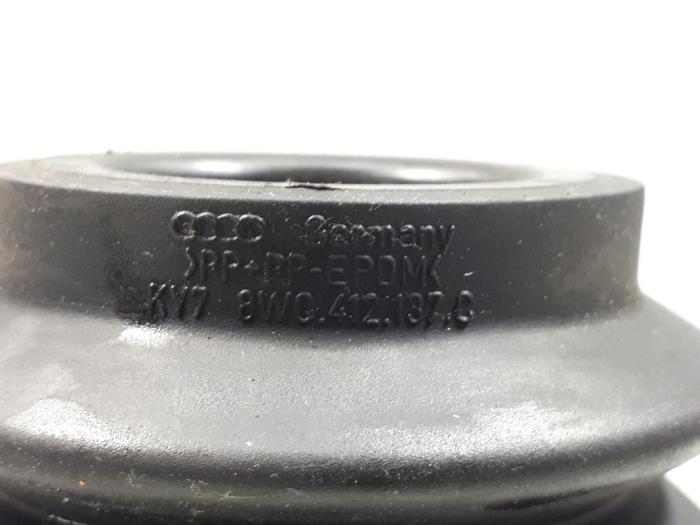 Germany
>PP+PP-EPDM<
KY7 8W0.412.137.C